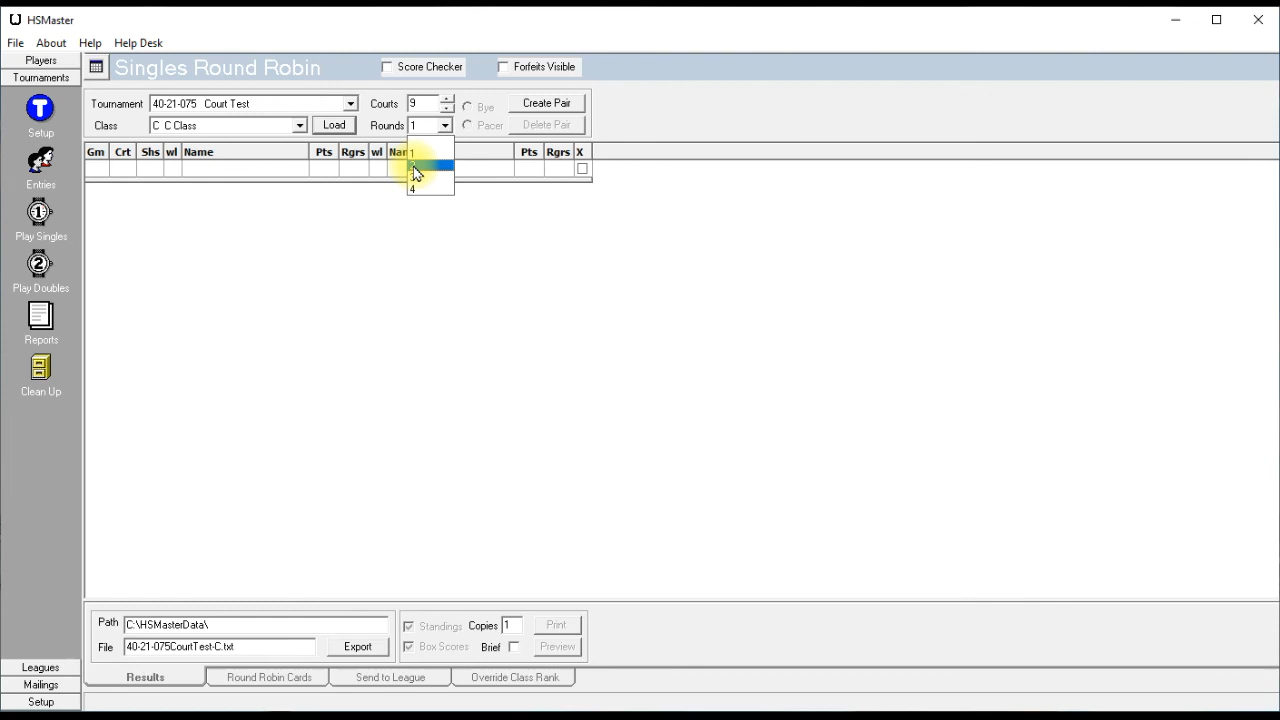 HSMaster
File About Help Help Desk
Players
Tournaments
Setup
Entries
Play Singles
Play Doubles
Reports
Clean Up
Leagues
Mailings
Setup
Singles Round Robin Score Checker Forfeits Visible
Tournament 40-21-075 Court Test Courts 9 Bye Create Pair
Class C C Class Load Rounds 1 Pacer Delete Pair
Gm Crt Shs wl Name Pts Rgrs wl Pts Rgrs X
1
4
Path C:\HSMasterData\ Standings Copies 1 Print
File 40-21-075CourtTest-C.txt Export Box Scores Brief Preview
Results Round Robin Cards Send to League Override Class Rank